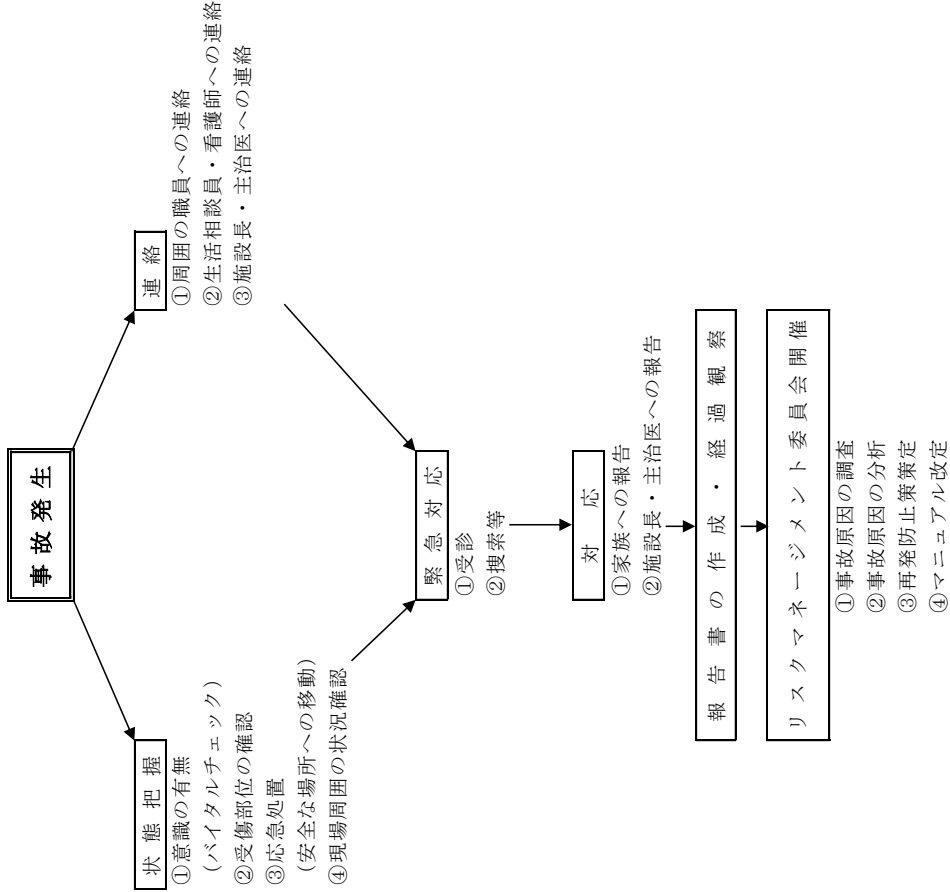 事故発生
状態把握
①意識の有無
(バイタルチェック)
②受傷部位の確認
③応急処置
(安全な場所への移動)
④現場周囲の状況確認
連絡
①周囲の職員への連絡
②生活相談員・看護師への連絡
③施設長・主治医への連絡
緊急対応
①受診
②捜索等
対応
①家族への報告
②施設長・主治医への報告
報告書の作成・経過観察
リスクマネージメント委員会開催
①事故原因の調査
②事故原因の分析
③再発防止策策定
④マニュアル改定